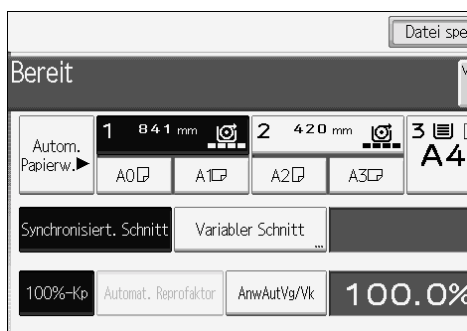 Datei spe
Bereit
V
Autom.
Papierw.►
1 841 mm
2 420 mm
3
A4
A0
A1
A2
A3
Synchronisiert. Schnitt
Variabler Schnitt
...
100%-Kp
Automat. Reprofaktor
AnwAutVg/Vk
100.0%